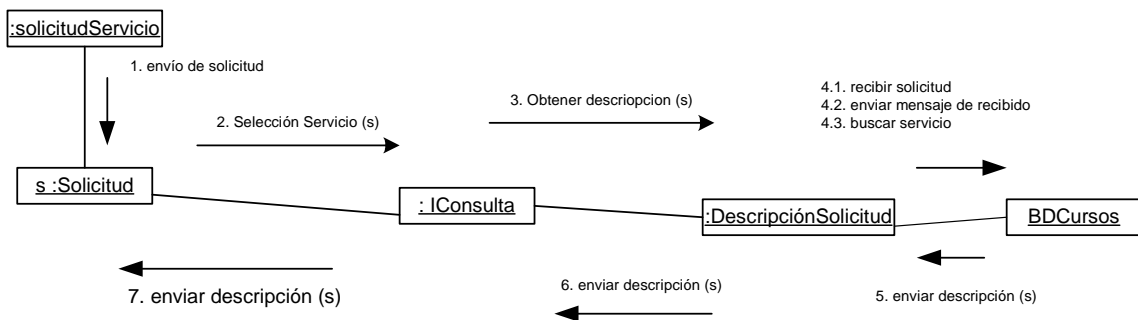 :solicitudServicio
1. envío de solicitud
2. Selección Servicio (s)
3. Obtener descriopcion (s)
4.1. recibir solicitud
4.2. enviar mensaje de recibido
4.3. buscar servicio
s :Solicitud
: IConsulta
:DescripciónSolicitud
BDCursos
7. enviar descripción (s)
6. enviar descripción (s)
5. enviar descripción (s)